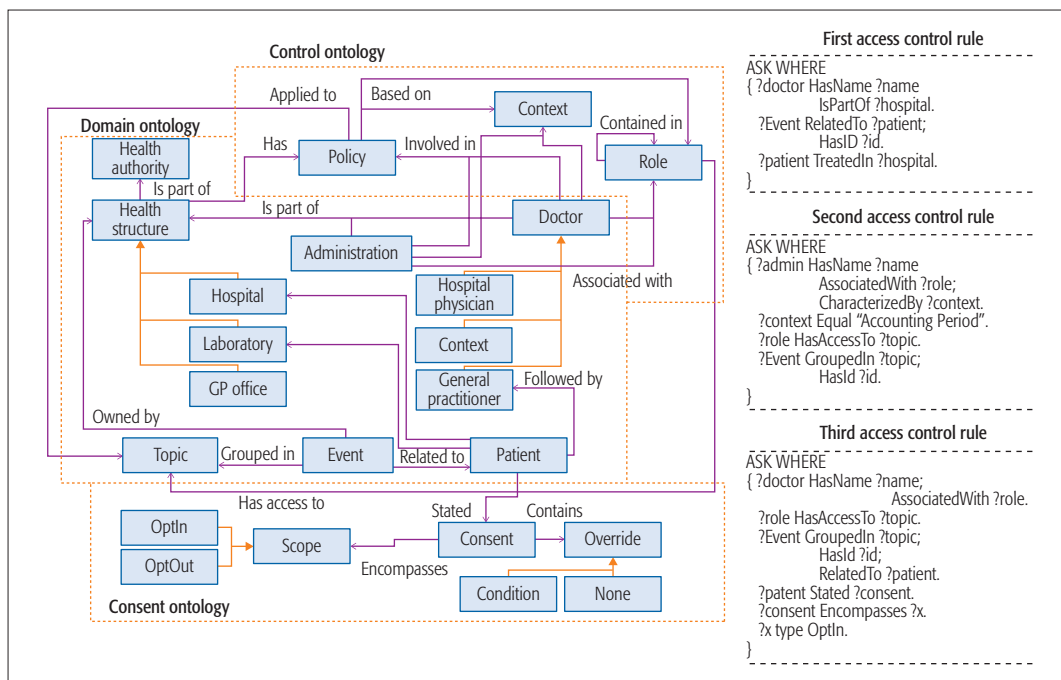 Control ontology
Applied to
Based on
Context
Contained in
Domain ontology
Health
authority
Has
Policy
Involved in
Role
Is part of
Health
structure
Is part of
Doctor
Administration
Associated with
Hospital
Hospital
physician
Laboratory
Context
GP office
General
practitioner
Followed by
Owned by
Topic
Grouped in
Event
Related to
Patient
Has access to
Stated
Contains
OptIn
OptOut
Scope
Encompasses
Consent
Override
Condition
None
Consent ontology
First access control rule
ASK WHERE
{ ?doctor HasName ?name
IsPartOf ?hospital.
?Event RelatedTo ?patient;
HasID ?id.
?patient TreatedIn ?hospital.
}
Second access control rule
ASK WHERE
{ ?admin HasName ?name
AssociatedWith ?role;
CharacterizedBy ?context.
?context Equal “Accounting Period”.
?role HasAccessTo ?topic.
?Event GroupedIn ?topic;
HasId ?id.
}
Third access control rule
ASK WHERE
{ ?doctor HasName ?name;
AssociatedWith ?role.
?role HasAccessTo ?topic.
?Event GroupedIn ?topic;
HasId ?id;
RelatedTo ?patient.
?patent Stated ?consent.
?consent Encompasses ?x.
?x type OptIn.
}